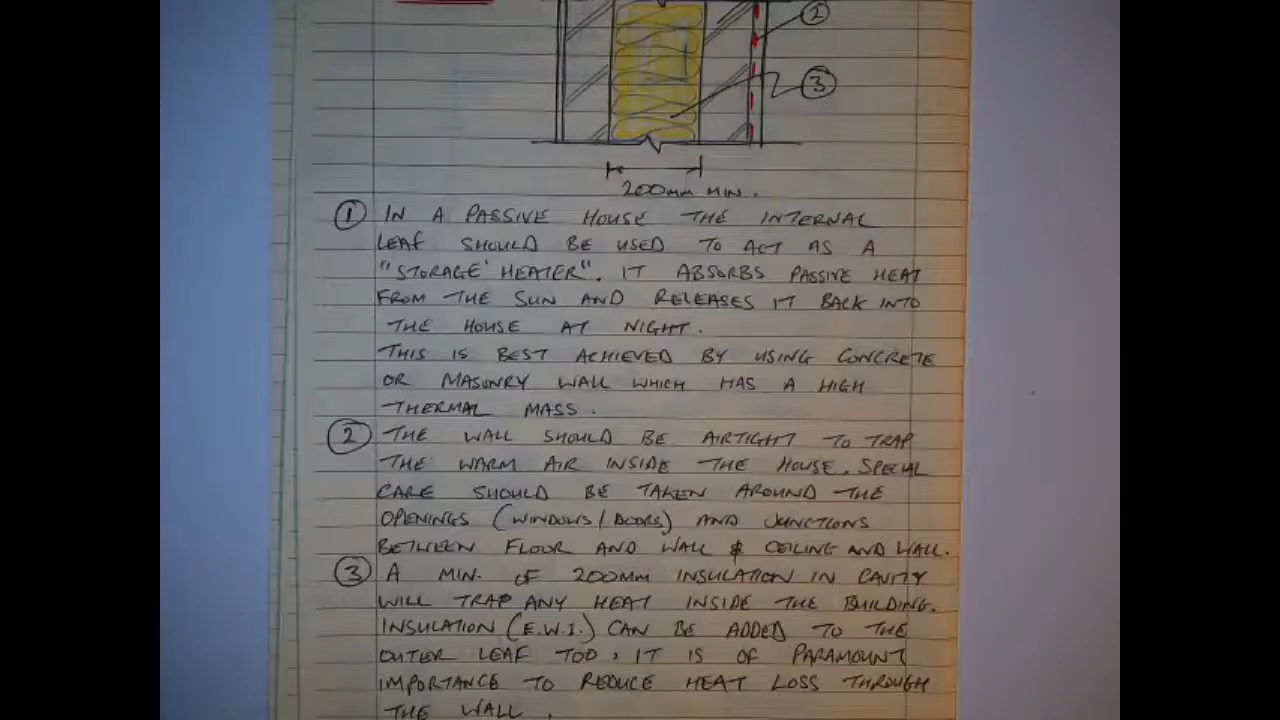 ②
③
200MM MIN.
① IN A PASSIVE HOUSE THE INTERNAL
LEAF SHOULD BE USED TO ACT AS A
"STORAGE HEATER". IT ABSORBS PASSIVE HEAT
FROM THE SUN AND RELEASES IT BACK INTO
THE HOUSE AT NIGHT.
THIS IS BEST ACHIEVED BY USING CONCRETE
OR MASONRY WALL WHICH HAS A HIGH
THERMAL MASS.
② THE WALL SHOULD BE AIRTIGHT TO TRAP
THE WARM AIR INSIDE THE HOUSE. SPECIAL
CARE SHOULD BE TAKEN AROUND THE
OPENINGS (WINDOWS/DOORS) AND JUNCTIONS
BETWEEN FLOOR AND WALL & CEILING AND WALL.
③ A MIN. OF 200MM INSULATION IN CAVITY
WILL TRAP ANY HEAT INSIDE THE BUILDING.
INSULATION (E.W.I.) CAN BE ADDED TO THE
OUTER LEAF TOO. IT IS OF PARAMOUNT
IMPORTANCE TO REDUCE HEAT LOSS THROUGH
THE WALL.